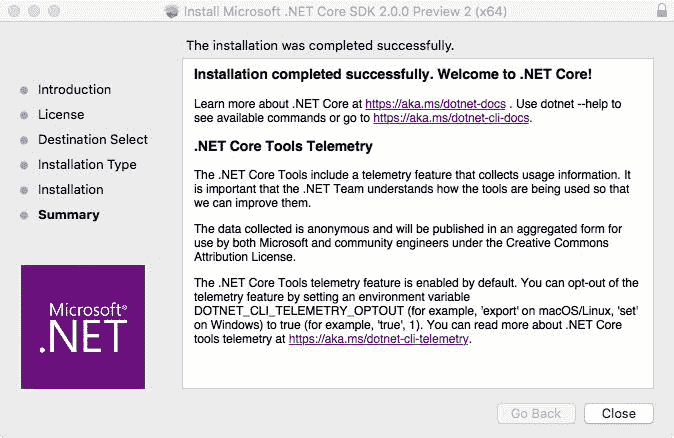 Install Microsoft .NET Core SDK 2.0.0 Preview 2 (x64)
The installation was completed successfully.
Introduction
License
Destination Select
Installation Type
Installation
Summary
Installation completed successfully. Welcome to .NET Core!
Learn more about .NET Core at https://aka.ms/dotnet-docs . Use dotnet --help to
see available commands or go to https://aka.ms/dotnet-cli-docs.
.NET Core Tools Telemetry
The .NET Core Tools include a telemetry feature that collects usage information. It
is important that the .NET Team understands how the tools are being used so that
we can improve them.
The data collected is anonymous and will be published in an aggregated form for
use by both Microsoft and community engineers under the Creative Commons
Attribution License.
The .NET Core Tools telemetry feature is enabled by default. You can opt-out of the
telemetry feature by setting an environment variable
DOTNET_CLI_TELEMETRY_OPTOUT (for example, 'export' on macOS/Linux, 'set'
on Windows) to true (for example, 'true', 1). You can read more about .NET Core
tools telemetry at https://aka.ms/dotnet-cli-telemetry.
Microsoft®
.NET
Go Back
Close